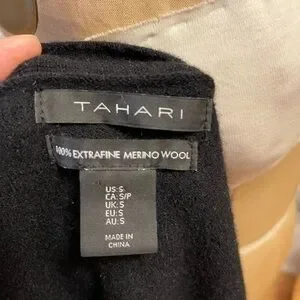 TAHARI
100% EXTRAFINE MERINO WOOL
US:S
CA:S/P
UK:S
EU:S
AU:S
MADE IN
CHINA